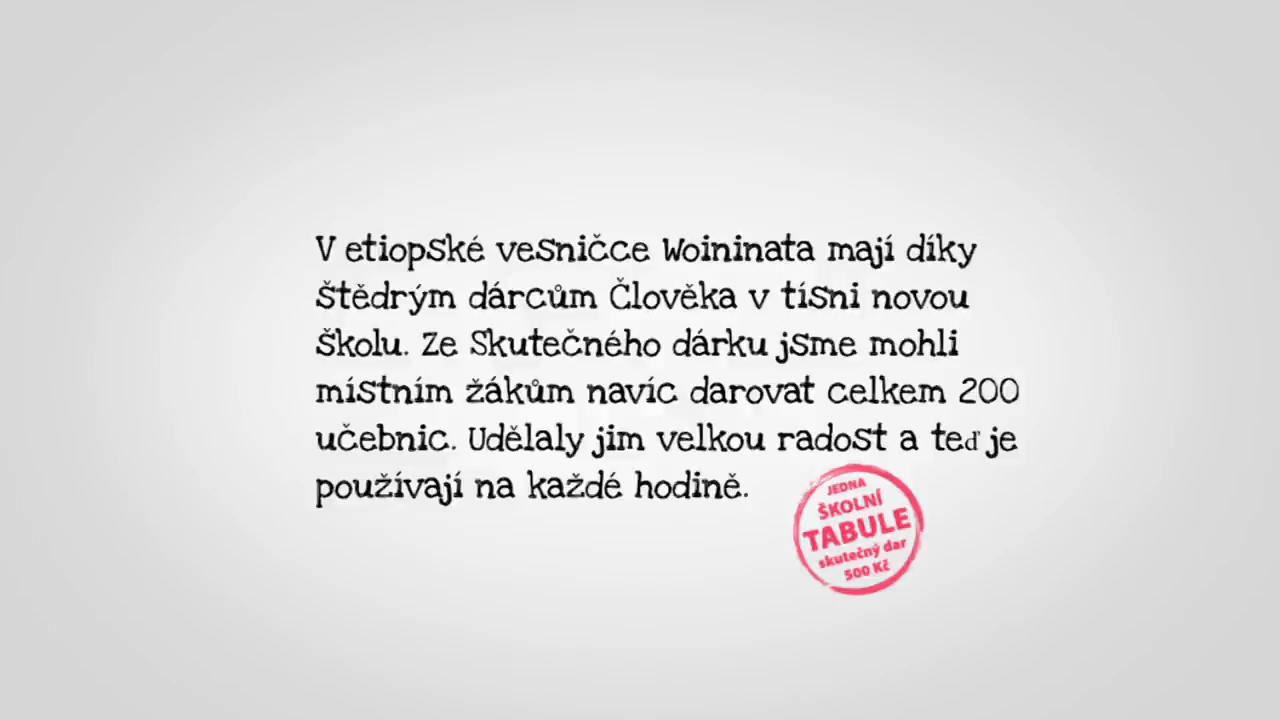 V etiopské vesničce Woininata mají díky
štědrým dárcům Člověka v tísni novou
školu. Ze Skutečného dárku jsme mohli
místním žákům navíc darovat celkem 200
učebnic. Udělaly jim velkou radost a teď je
používají na každé hodině.
JEDNA
ŠKOLNÍ
TABULE
skutečný dar
500 Kč